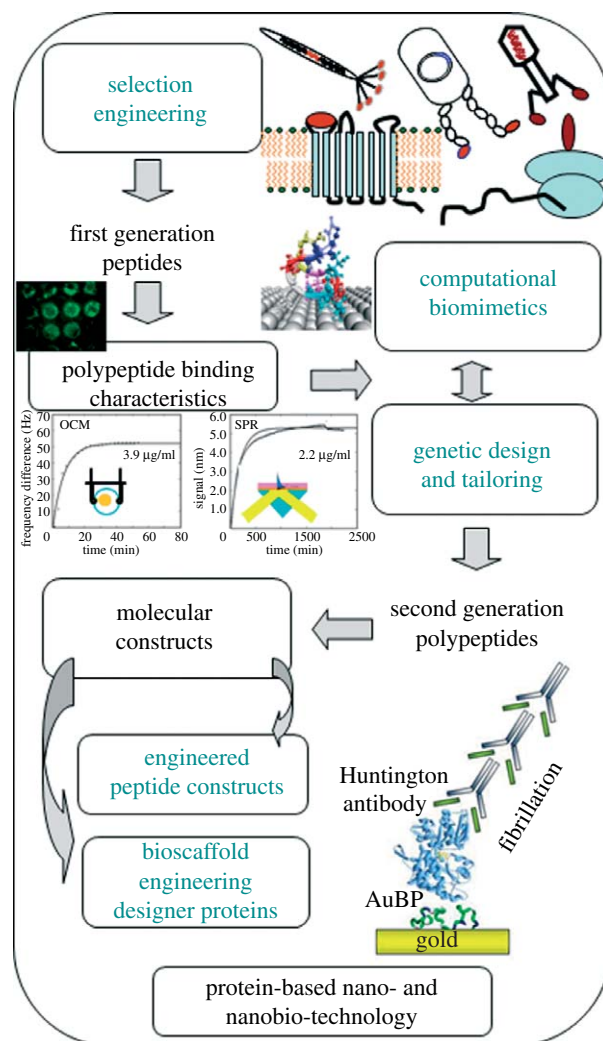 selection
engineering
first generation
peptides
computational
biomimetics
polypeptide binding
characteristics
genetic design
and tailoring
frequency difference (Hz)
70
60
50
40
30
20
10
0
OCM
3.9 µg/ml
20 40 60 80
time (min)
signal (nm)
6.0
5.0
4.0
3.0
2.0
1.0
0
SPR
2.2 µg/ml
500 1500 2500
time (min)
second generation
polypeptides
molecular
constructs
engineered
peptide constructs
bioscaffold
engineering
designer proteins
Huntington
antibody
fibrillation
AuBP
gold
protein-based nano- and
nanobio-technology